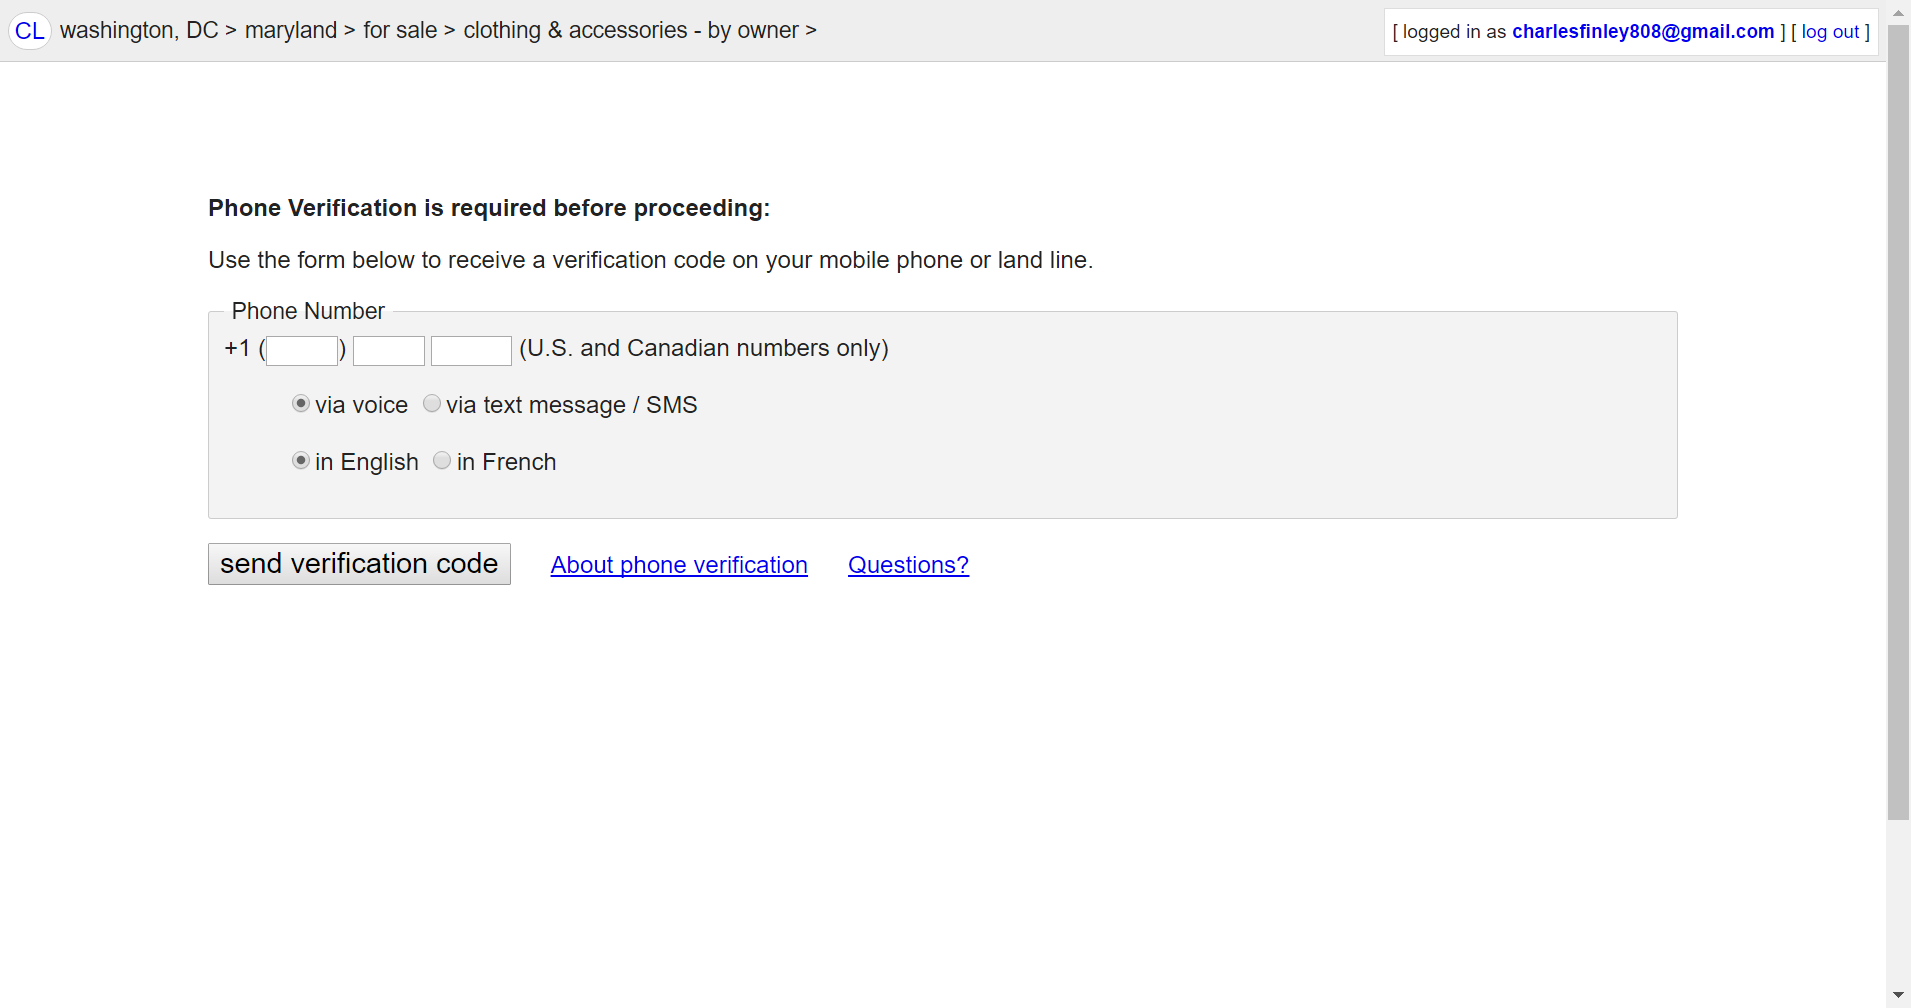 CL washington, DC > maryland > for sale > clothing & accessories - by owner >
[ logged in as charlesfinley808@gmail.com ] [ log out ]
Phone Verification is required before proceeding:
Use the form below to receive a verification code on your mobile phone or land line.
Phone Number
+1 ( ) (U.S. and Canadian numbers only)
via voice via text message / SMS
in English in French
send verification code About phone verification Questions?